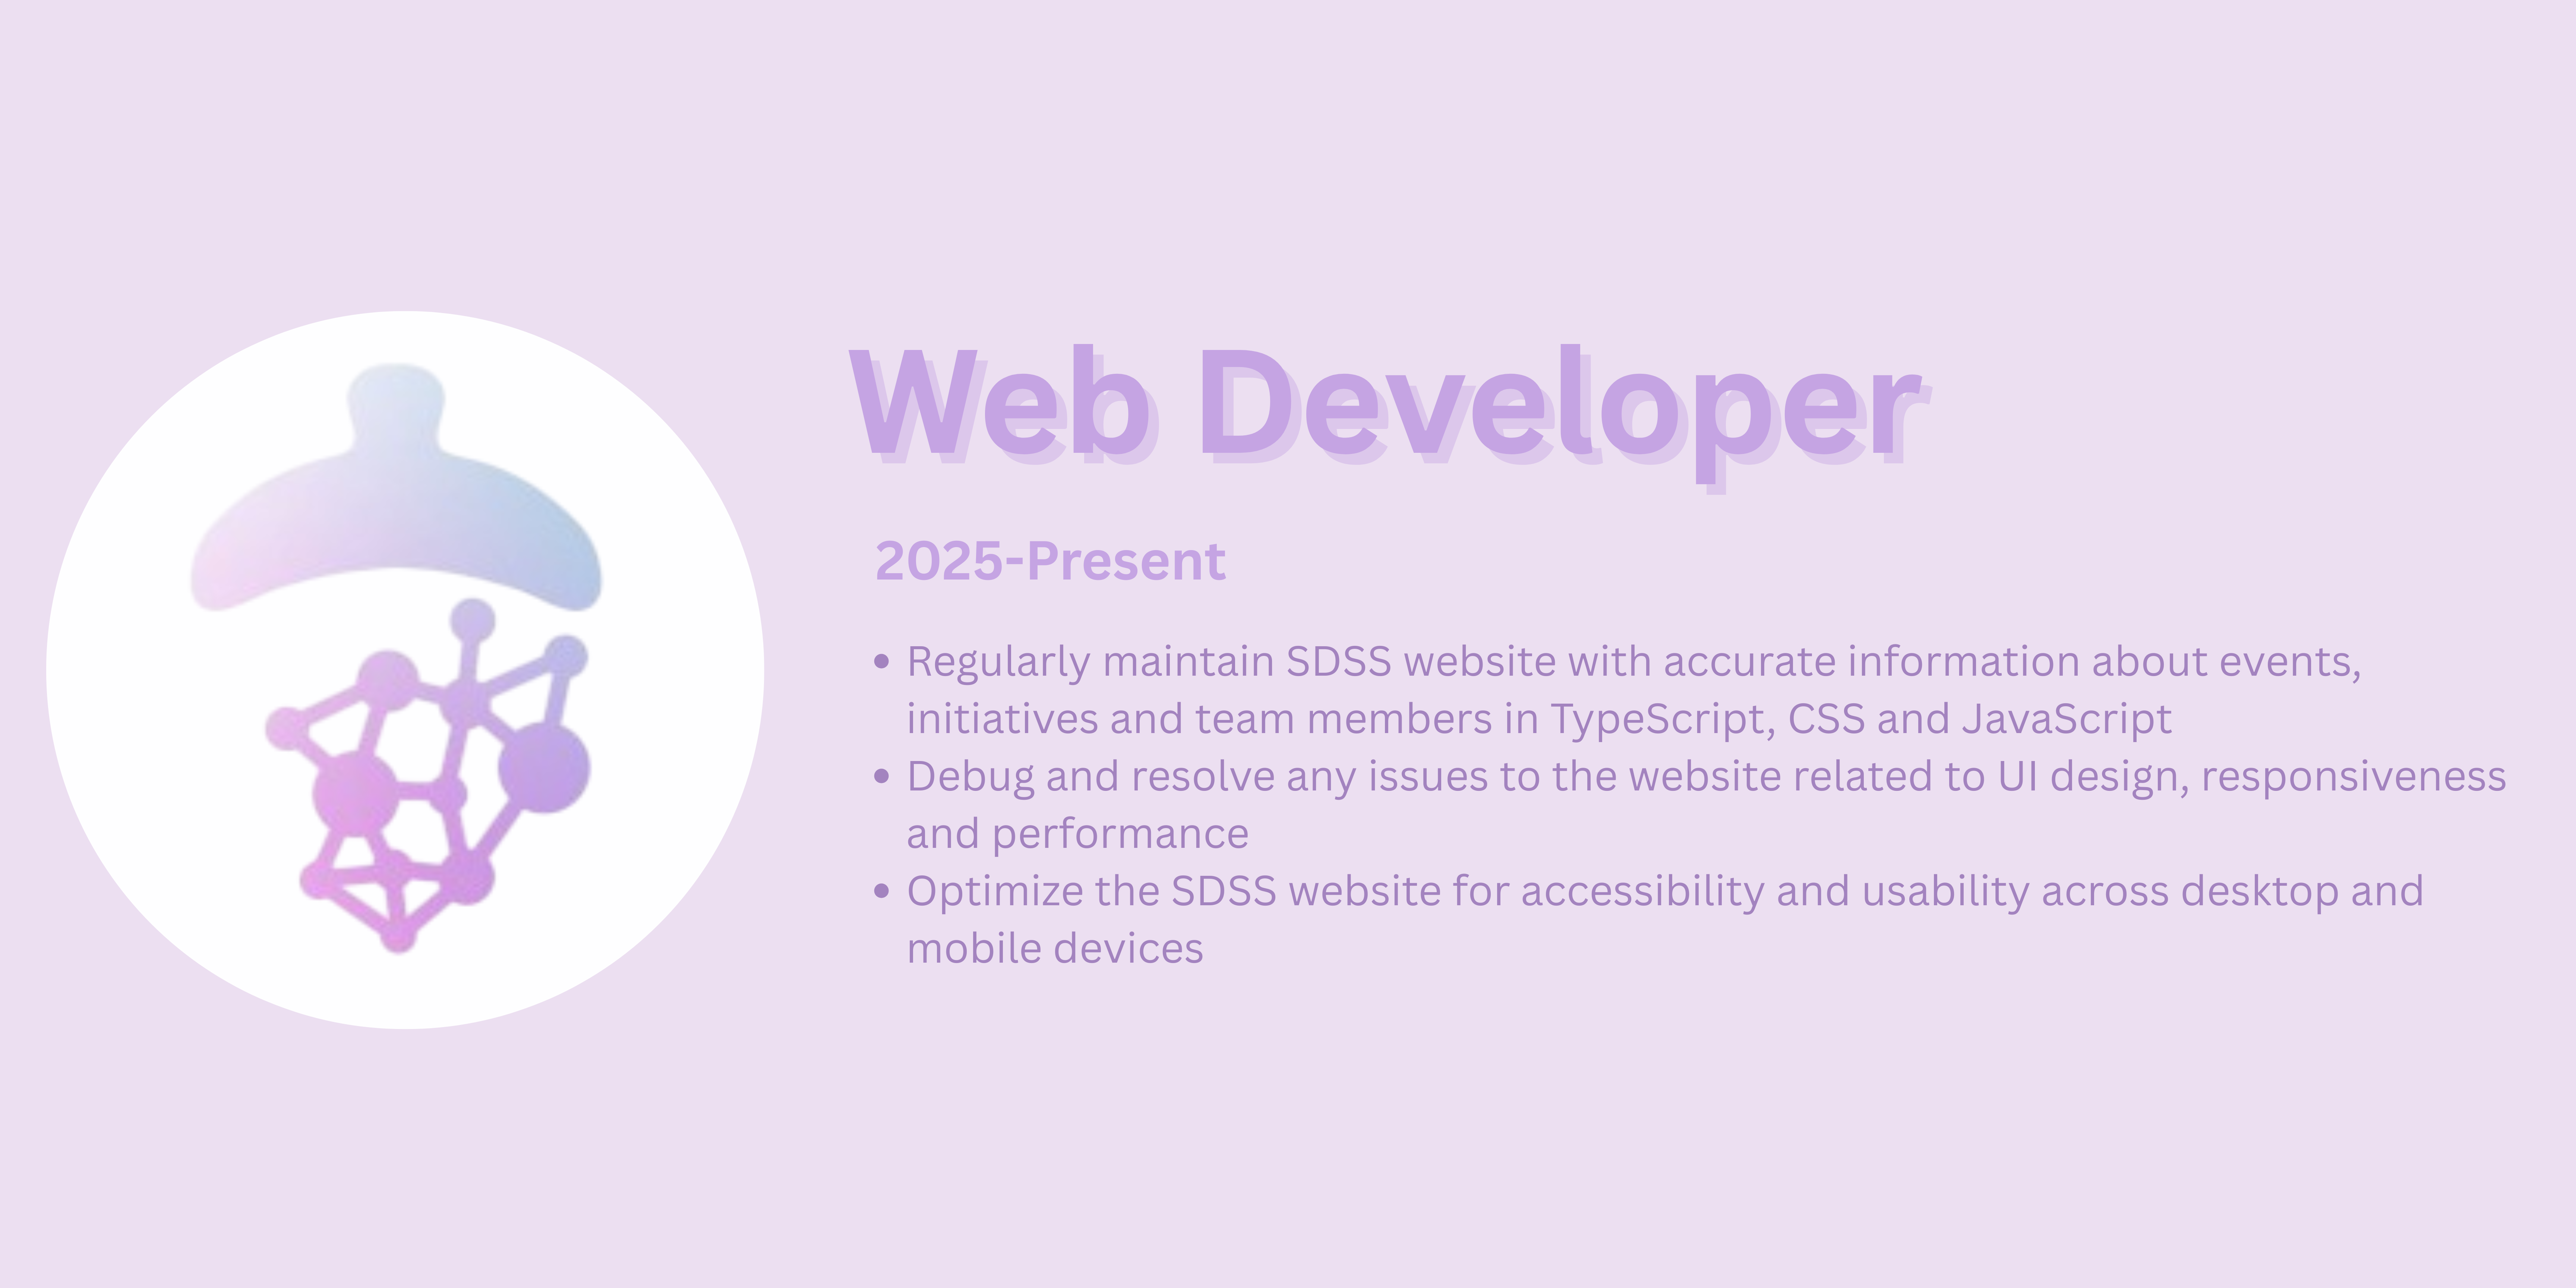 Web Developer
2025-Present
• Regularly maintain SDSS website with accurate information about events,
initiatives and team members in TypeScript, CSS and JavaScript
• Debug and resolve any issues to the website related to UI design, responsiveness
and performance
• Optimize the SDSS website for accessibility and usability across desktop and
mobile devices